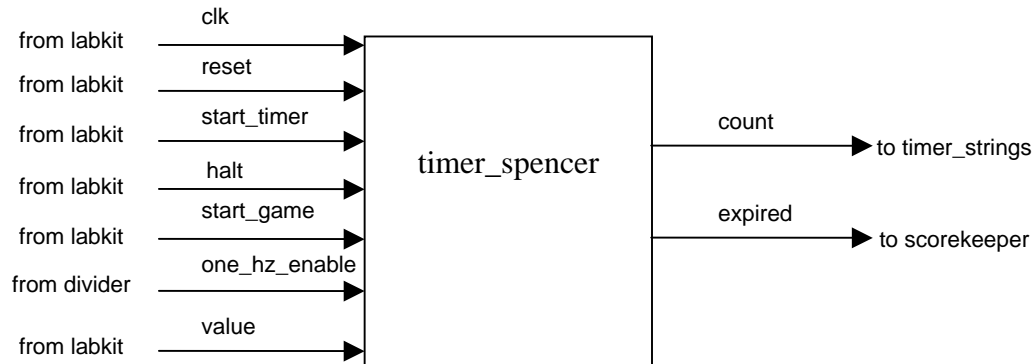 clk
from labkit
reset
from labkit
start_timer
from labkit
halt
from labkit
start_game
from labkit
one_hz_enable
from divider
value
from labkit
timer_spencer
count
to timer_strings
expired
to scorekeeper